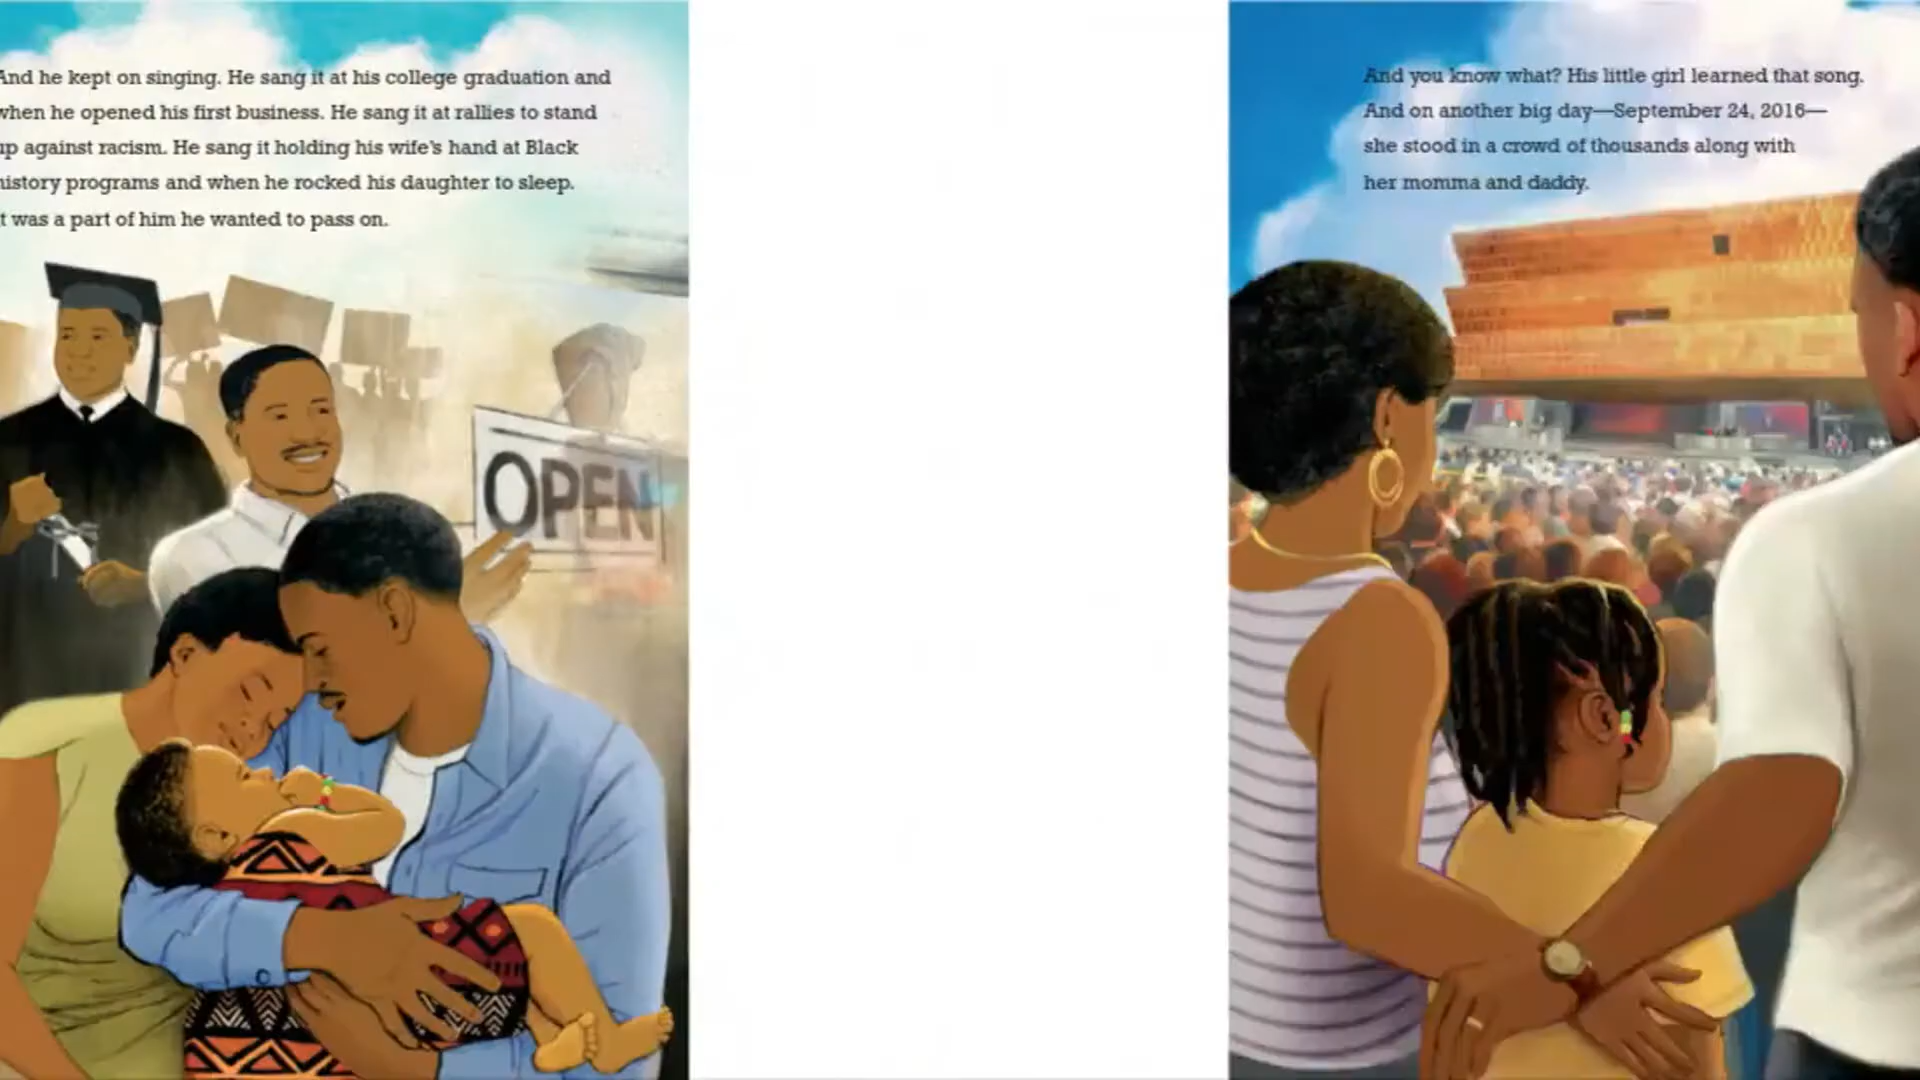 And he kept on singing. He sang it at his college graduation and
when he opened his first business. He sang it at rallies to stand
up against racism. He sang it holding his wife's hand at Black
history programs and when he rocked his daughter to sleep.
It was a part of him he wanted to pass on.
OPEN
And you know what? His little girl learned that song.
And on another big day—September 24, 2016—
she stood in a crowd of thousands along with
her momma and daddy.